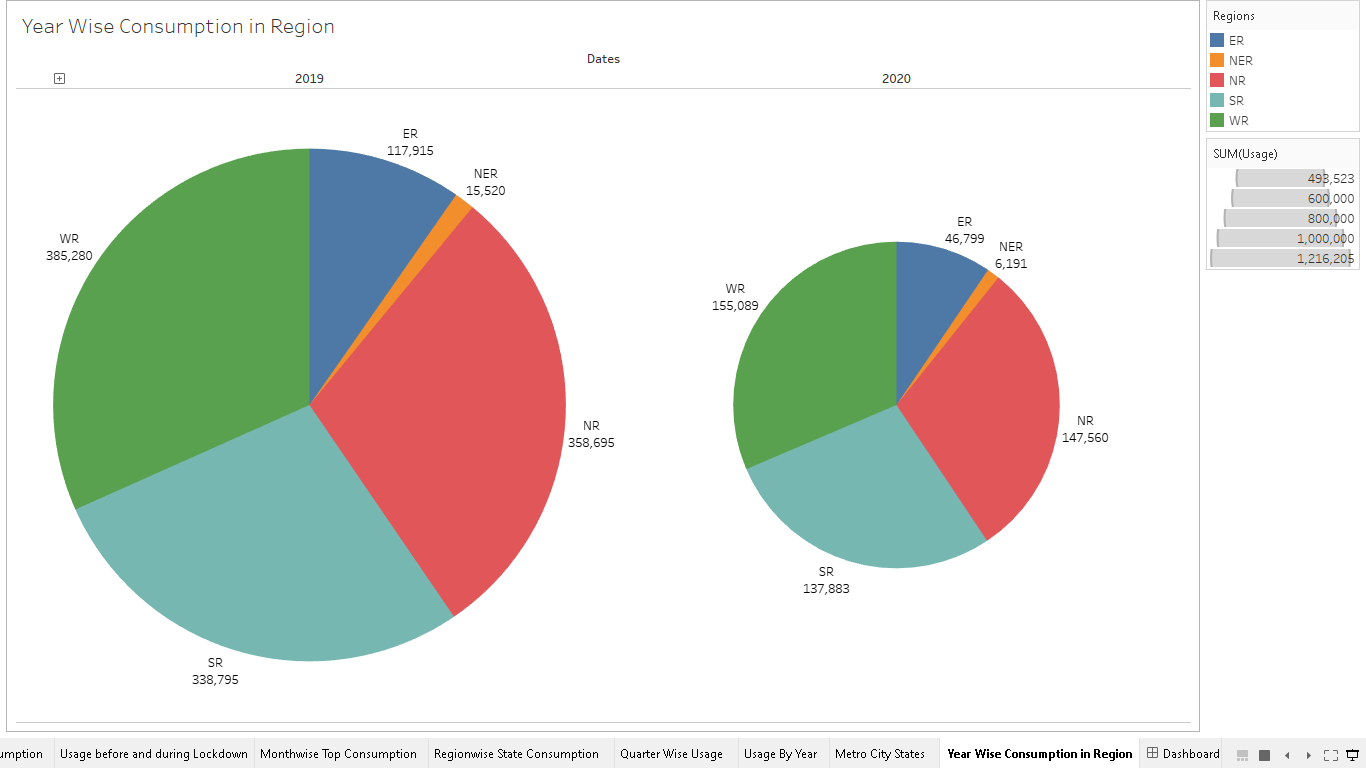 Year Wise Consumption in Region
Dates
2019
2020
ER
117,915
NER
15,520
NR
358,695
SR
338,795
WR
385,280
ER
46,799
NER
6,191
NR
147,560
SR
137,883
WR
155,089
Regions
ER
NER
NR
SR
WR
SUM(Usage)
493,523
600,000
800,000
1,000,000
1,216,205
umption
Usage before and during Lockdown
Monthwise Top Consumption
Regionwise State Consumption
Quarter Wise Usage
Usage By Year
Metro City States
Year Wise Consumption in Region
Dashboard